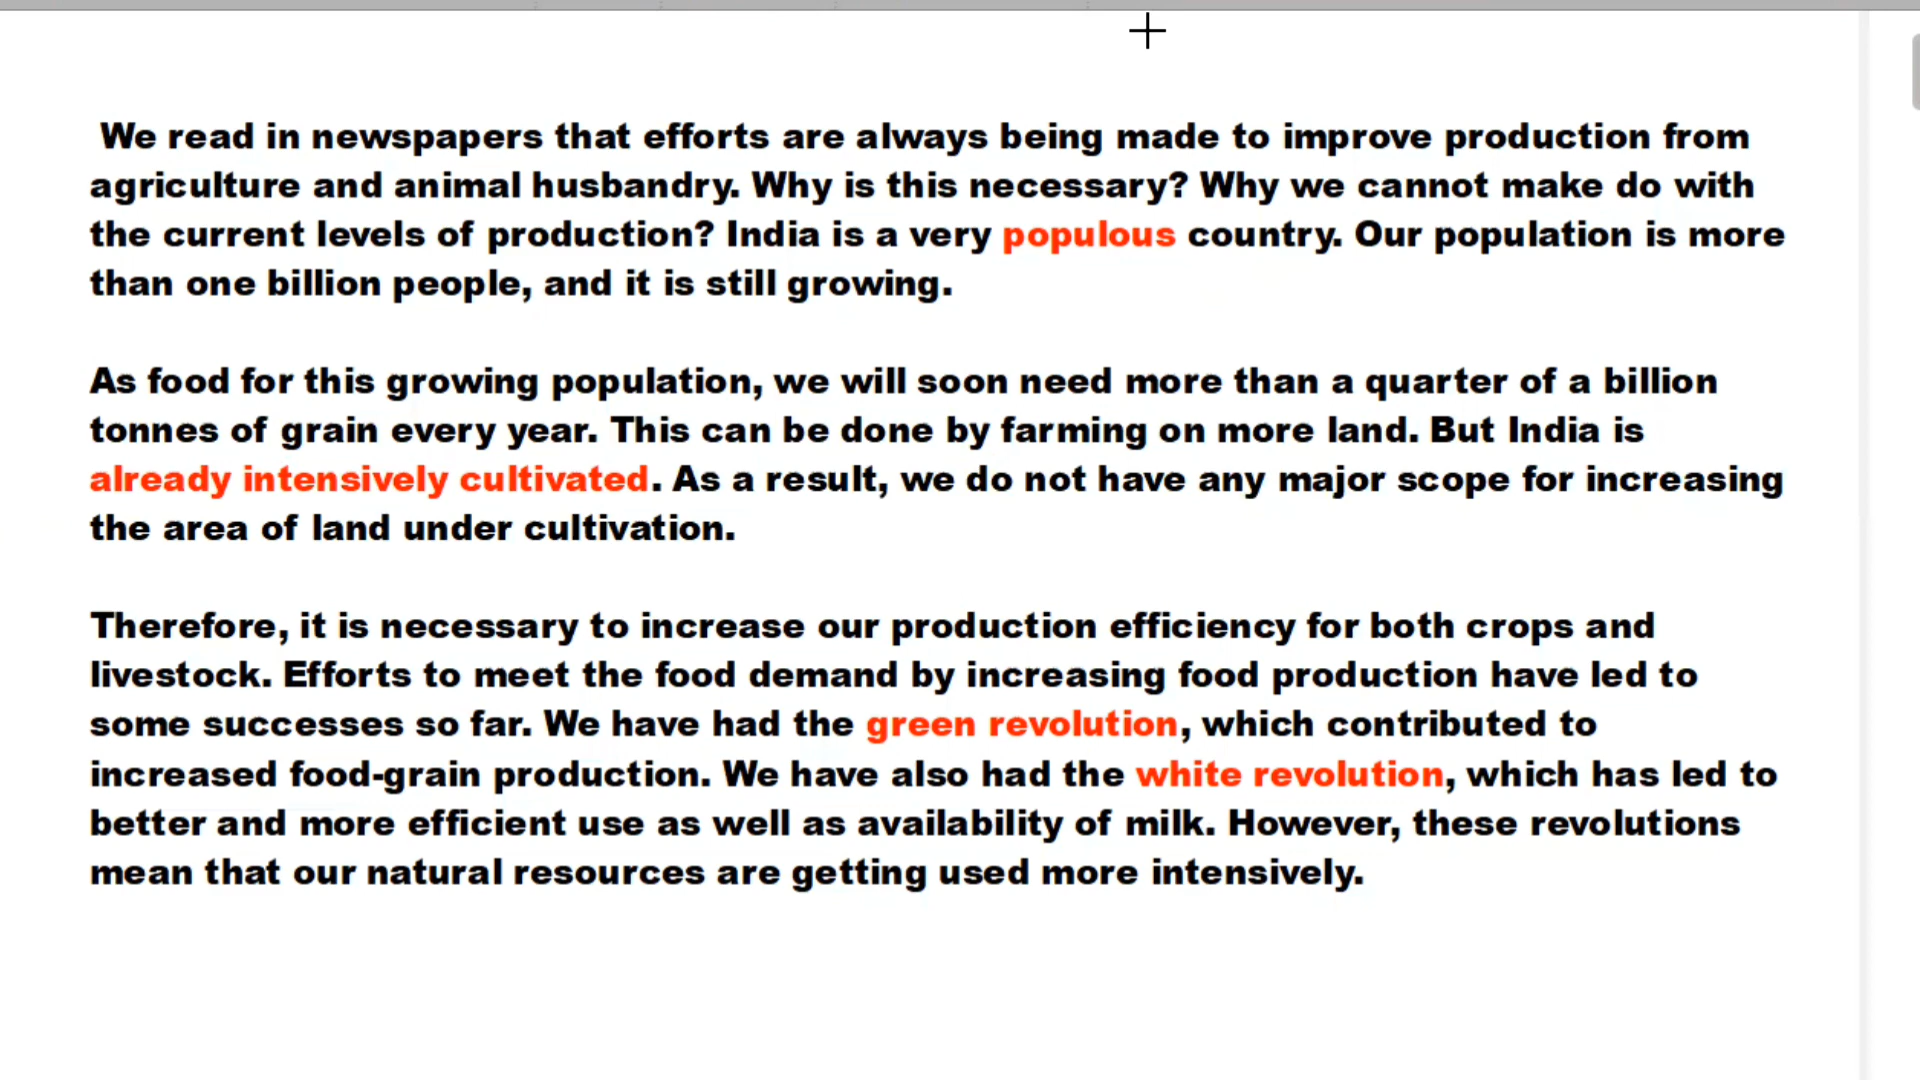 We read in newspapers that efforts are always being made to improve production from
agriculture and animal husbandry. Why is this necessary? Why we cannot make do with
the current levels of production? India is a very populous country. Our population is more
than one billion people, and it is still growing.
As food for this growing population, we will soon need more than a quarter of a billion
tonnes of grain every year. This can be done by farming on more land. But India is
already intensively cultivated. As a result, we do not have any major scope for increasing
the area of land under cultivation.
Therefore, it is necessary to increase our production efficiency for both crops and
livestock. Efforts to meet the food demand by increasing food production have led to
some successes so far. We have had the green revolution, which contributed to
increased food-grain production. We have also had the white revolution, which has led to
better and more efficient use as well as availability of milk. However, these revolutions
mean that our natural resources are getting used more intensively.